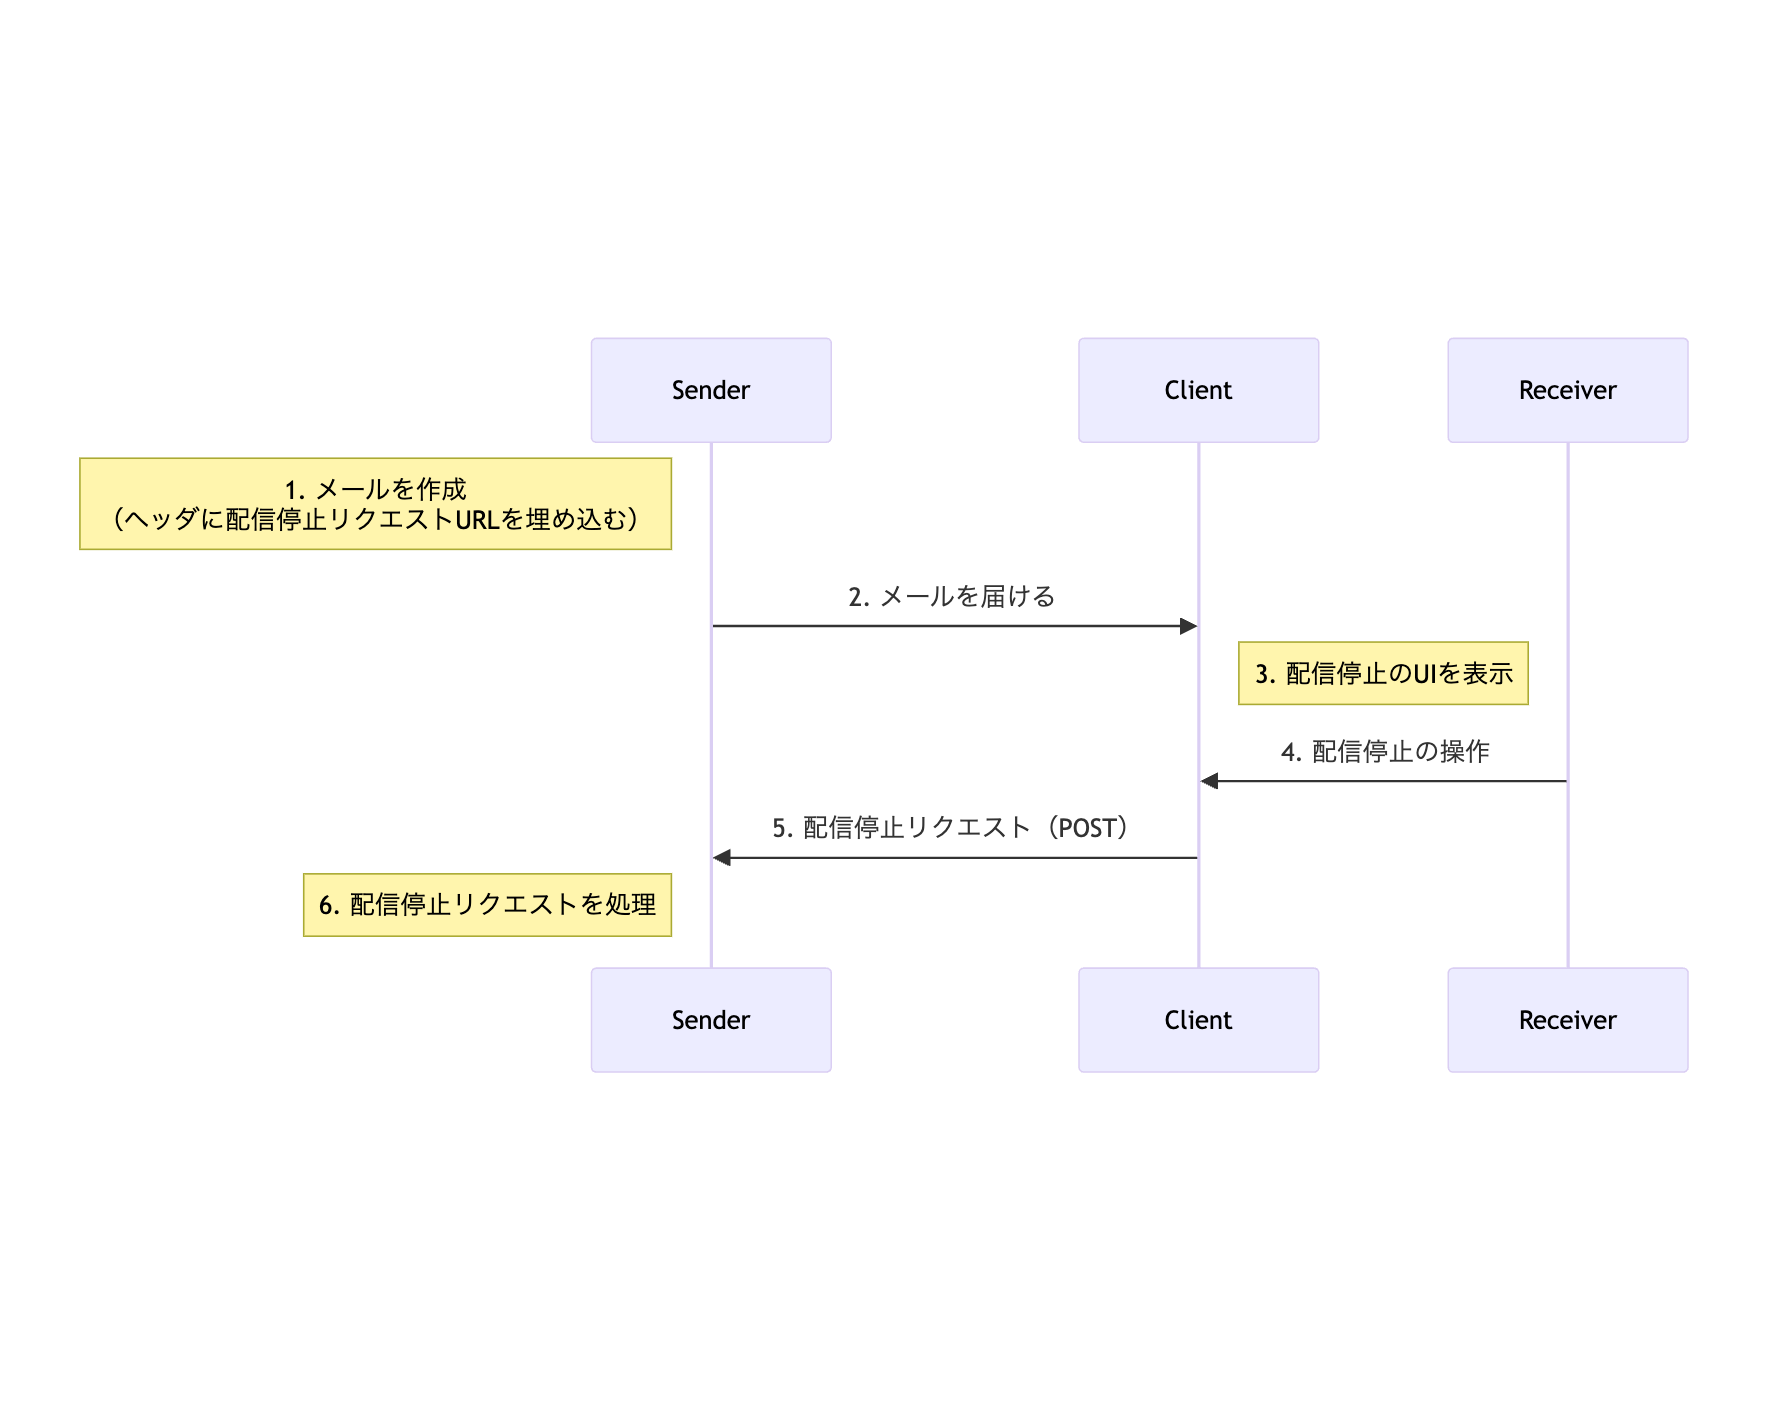 Sender
Client
Receiver
1. メールを作成
（ヘッダに配信停止リクエストURLを埋め込む）
2. メールを届ける
3. 配信停止のUIを表示
4. 配信停止の操作
5. 配信停止リクエスト（POST）
6. 配信停止リクエストを処理
Sender
Client
Receiver